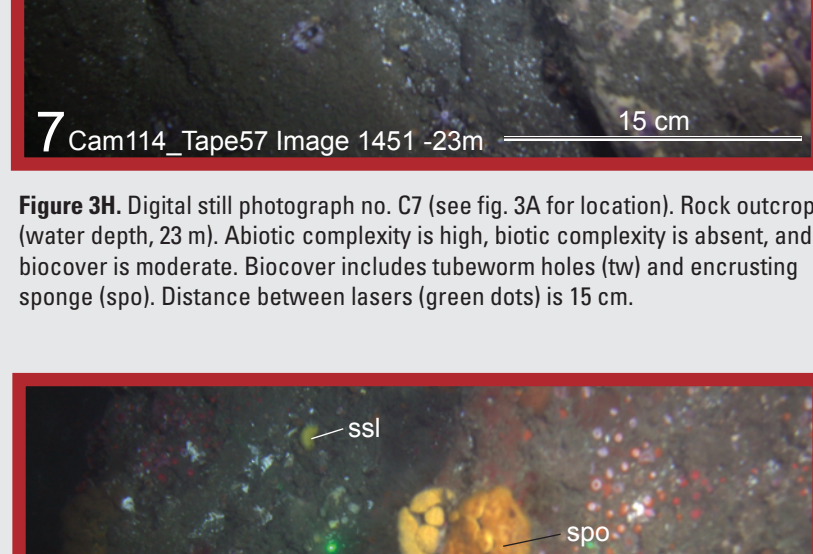 7 Cam114_Tape57 Image 1451 -23m
15 cm
Figure 3H. Digital still photograph no. C7 (see fig. 3A for location). Rock outcrop
(water depth, 23 m). Abiotic complexity is high, biotic complexity is absent, and
biocover is moderate. Biocover includes tubeworm holes (tw) and encrusting
sponge (spo). Distance between lasers (green dots) is 15 cm.
ssl
spo